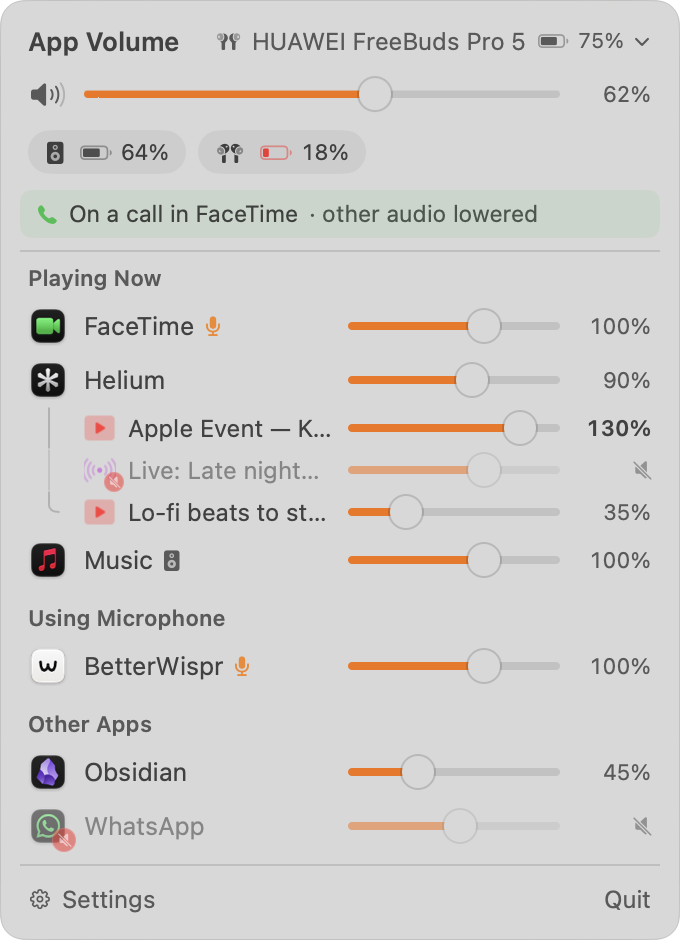 App Volume HUAWEI FreeBuds Pro 5 75%
62%
64% 18%
On a call in FaceTime · other audio lowered
Playing Now
FaceTime 100%
Helium 90%
Apple Event — K... 130%
Live: Late night...
Lo-fi beats to st... 35%
Music 100%
Using Microphone
BetterWispr 100%
Other Apps
Obsidian 45%
WhatsApp
Settings Quit